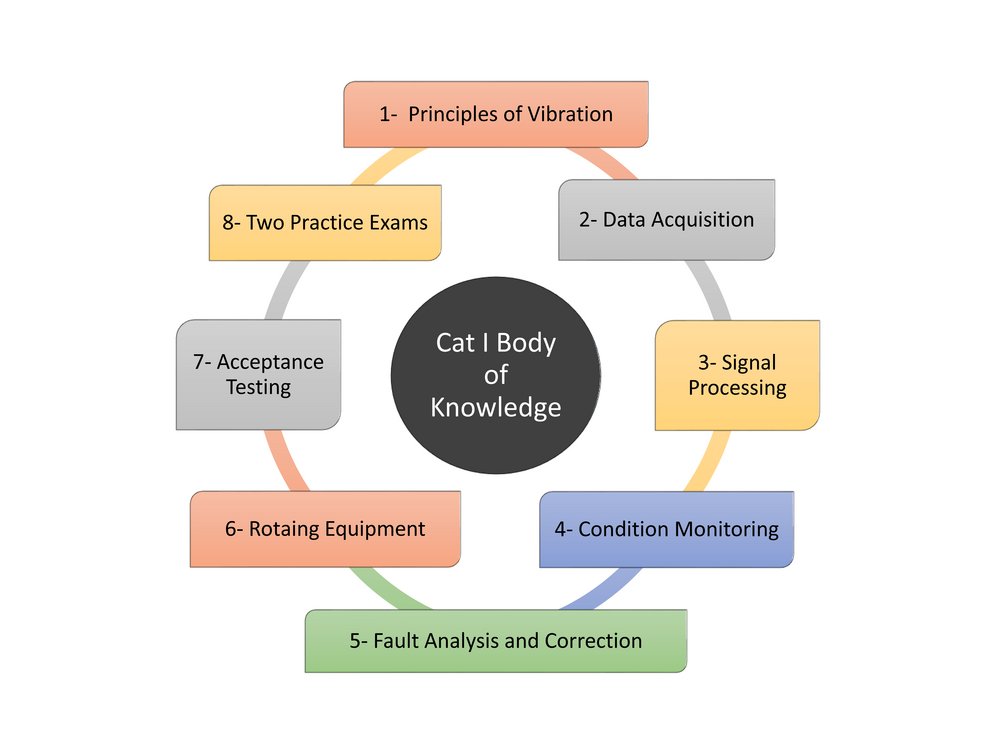 1-  Principles of Vibration
2- Data Acquisition
3- Signal
Processing
4- Condition Monitoring
5- Fault Analysis and Correction
6- Rotaing Equipment
7- Acceptance
Testing
8- Two Practice Exams
Cat I Body
of
Knowledge